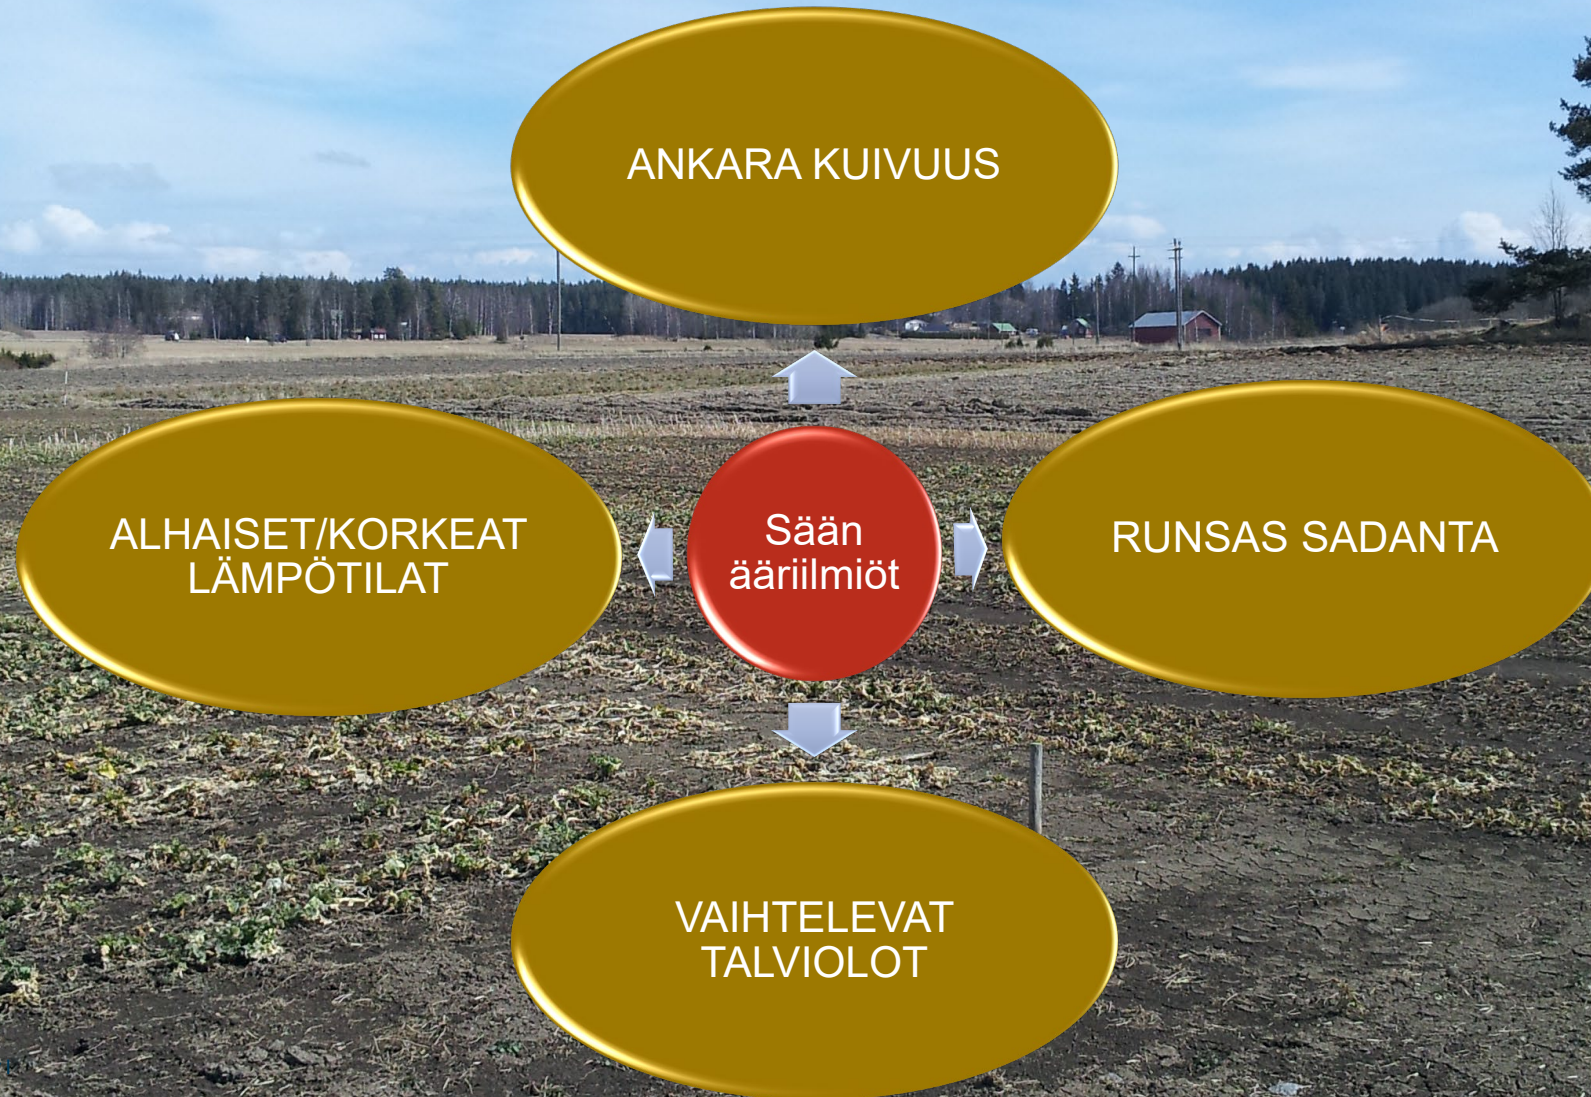 ANKARA KUIVUUS
ALHAISET/KORKEAT
LÄMPÖTILAT
Sään
ääriilmiöt
RUNSAS SADANTA
VAIHTELEVAT
TALVIOLOT